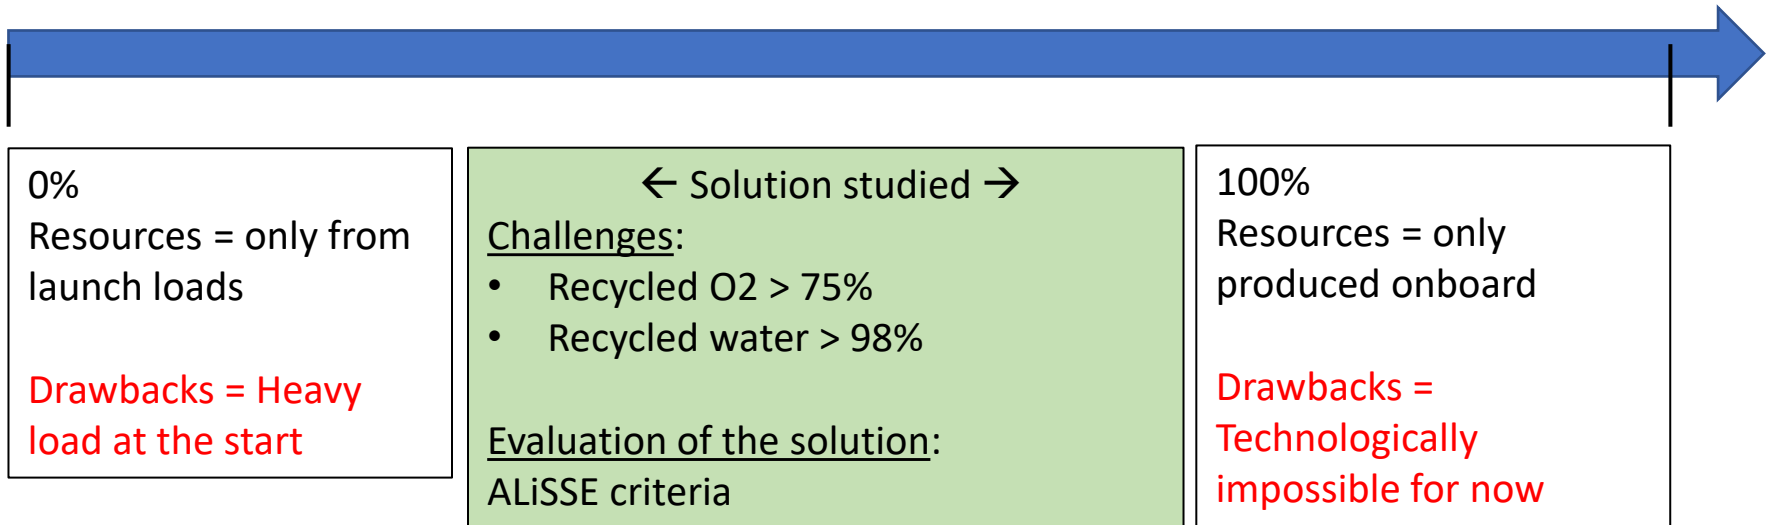 0%
Resources = only from
launch loads
Drawbacks = Heavy
load at the start
← Solution studied →
Challenges:
• Recycled O2 > 75%
• Recycled water > 98%
Evaluation of the solution:
ALiSSE criteria
100%
Resources = only
produced onboard
Drawbacks =
Technologically
impossible for now